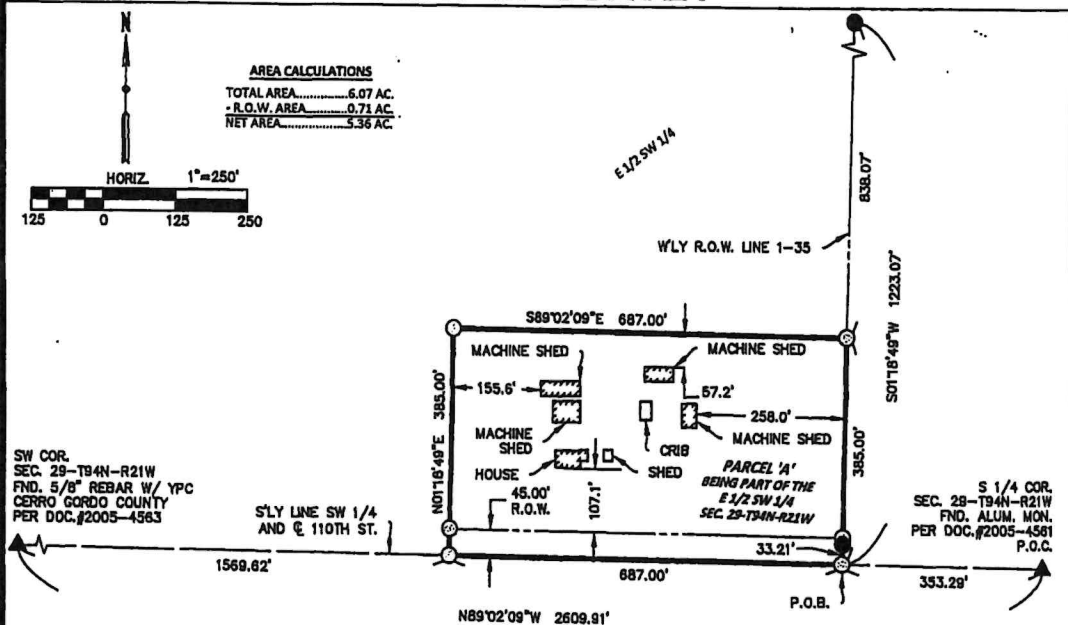 N
AREA CALCULATIONS
TOTAL AREA..............6.07 AC.
- R.O.W. AREA..........0.71 AC.
NET AREA................5.36 AC.
HORIZ. 1"=250'
125 0 125 250
E 1/2 SW 1/4
838.07'
W'LY R.O.W. LINE 1-35
S01°18'49"W 1223.07'
S89°02'09"E 687.00'
MACHINE SHED
MACHINE SHED
155.6'
57.2'
258.0'
N01°18'49"E 385.00'
385.00'
MACHINE
SHED
CRIB
MACHINE SHED
HOUSE
SHED
PARCEL 'A'
BEING PART OF THE
E 1/2 SW 1/4
SEC. 29-T94N-R21W
SW COR.
SEC. 29-T94N-R21W
FND. 5/8" REBAR W/ YPC
CERRO GORDO COUNTY
PER DOC.#2005-4563
S'LY LINE SW 1/4
AND ℄ 110TH ST.
45.00'
R.O.W.
107.1'
S 1/4 COR.
SEC. 29-T94N-R21W
FND. ALUM. MON.
PER DOC.#2005-4561
P.O.C.
33.21'
1569.62'
687.00'
353.29'
P.O.B.
N89°02'09"W 2609.91'